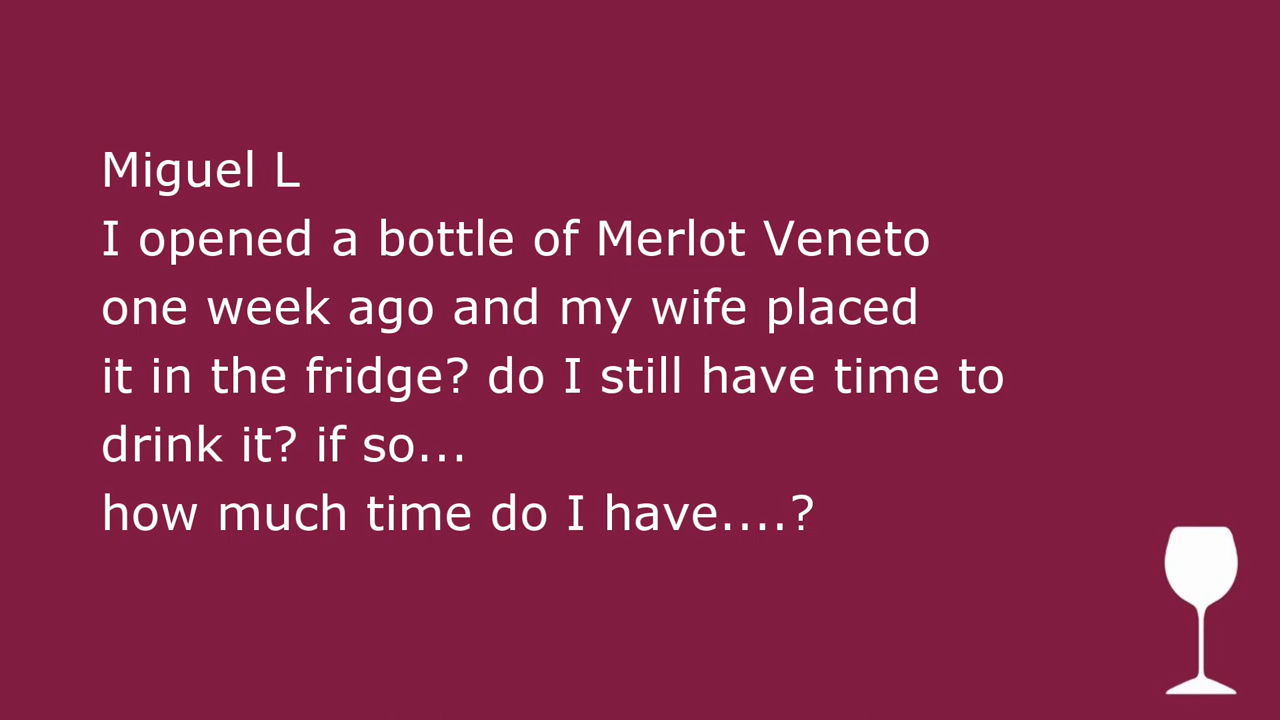 Miguel L
I opened a bottle of Merlot Veneto
one week ago and my wife placed
it in the fridge? do I still have time to
drink it? if so...
how much time do I have....?